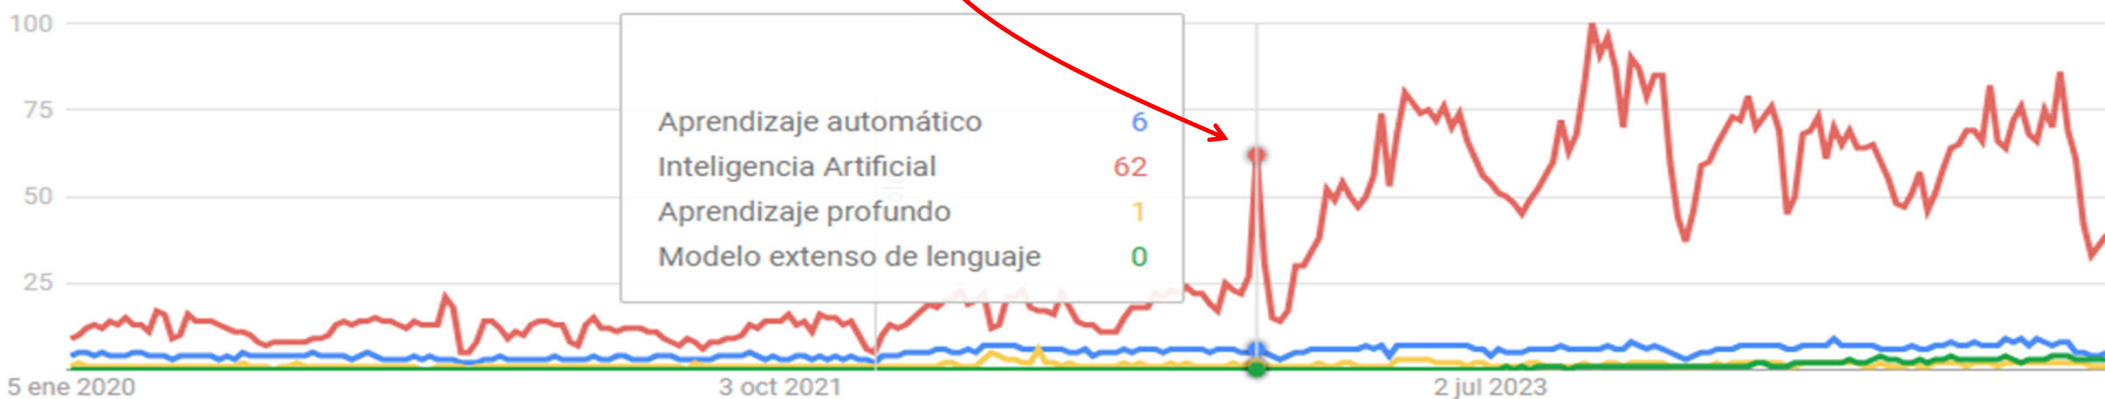 100
75
50
25
Aprendizaje automático 6
Inteligencia Artificial 62
Aprendizaje profundo 1
Modelo extenso de lenguaje 0
5 ene 2020
3 oct 2021
2 jul 2023